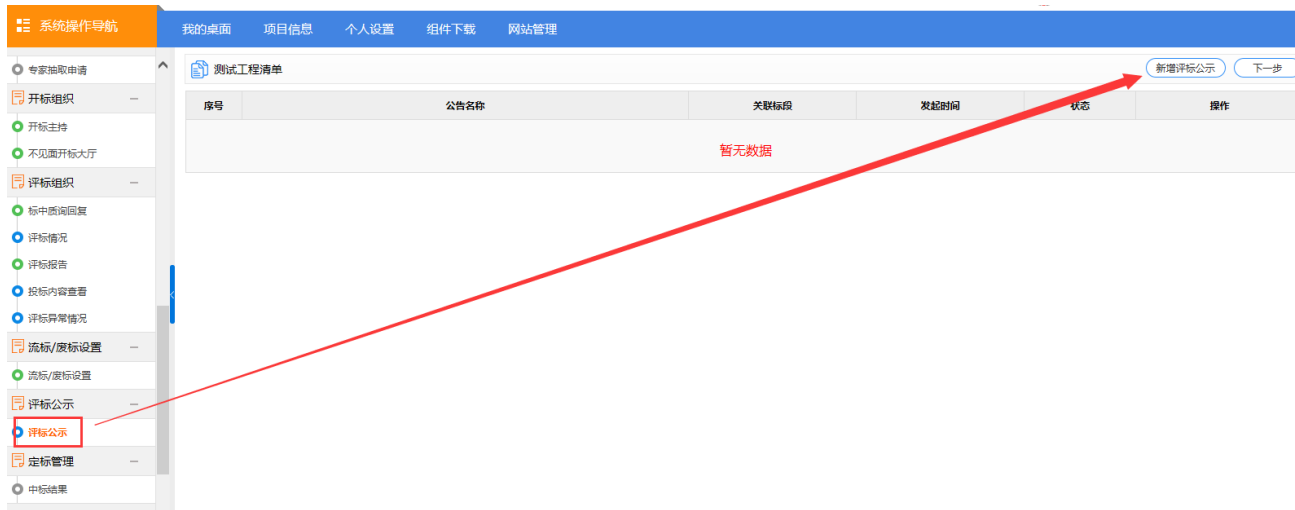 系统操作导航
我的桌面 项目信息 个人设置 组件下载 网站管理
专家抽取申请
开标组织
开标主持
不见面开标大厅
评标组织
标中质询回复
评标情况
评标报告
投标内容查看
评标异常情况
流标/废标设置
流标/废标设置
评标公示
评标公示
定标管理
中标结果
测试工程清单
新增评标公示 下一步
序号 公告名称 关联标段 发起时间 状态 操作
暂无数据